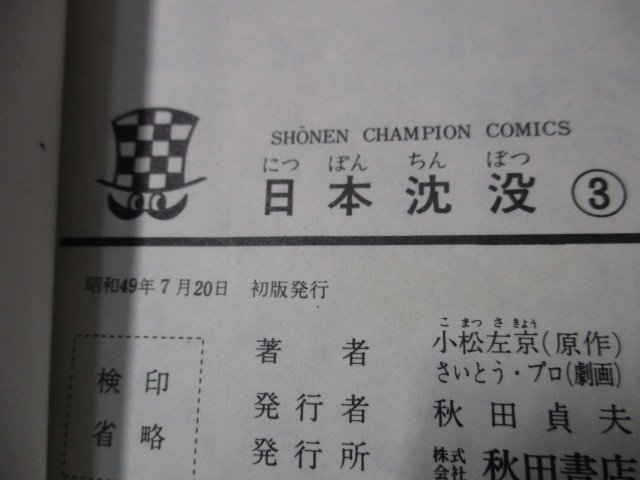 SHŌNEN CHAMPION COMICS
にっ ぽん ちん ぼつ
日本沈没 ③
昭和49年7月20日 初版発行
検印
省略
こ まつ さ きょう
著者 小松左京(原作)
さいとう・プロ(劇画)
発行者 秋田貞夫
発行所 株式会社 秋田書店